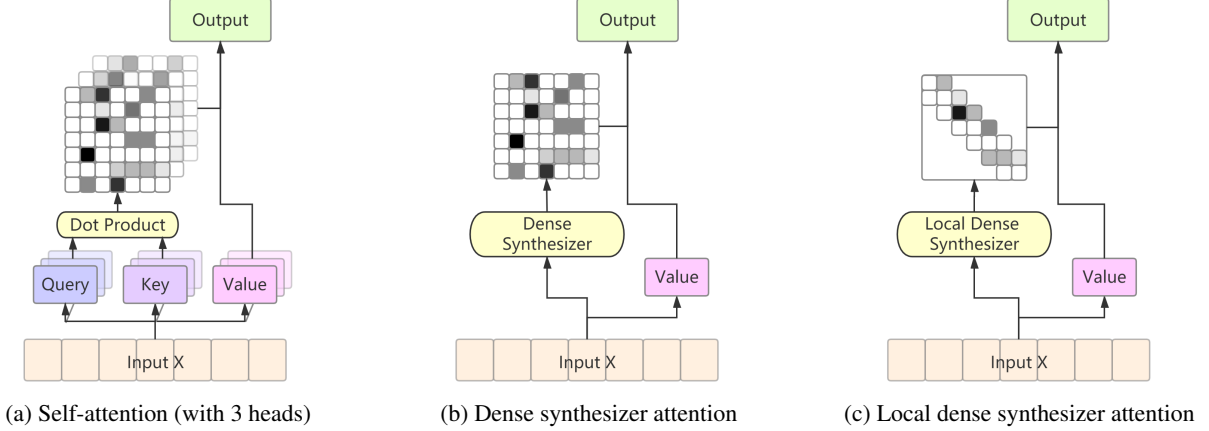 Output
Dot Product
Query
Key
Value
Input X
(a) Self-attention (with 3 heads)
Output
Dense
Synthesizer
Value
Input X
(b) Dense synthesizer attention
Output
Local Dense
Synthesizer
Value
Input X
(c) Local dense synthesizer attention